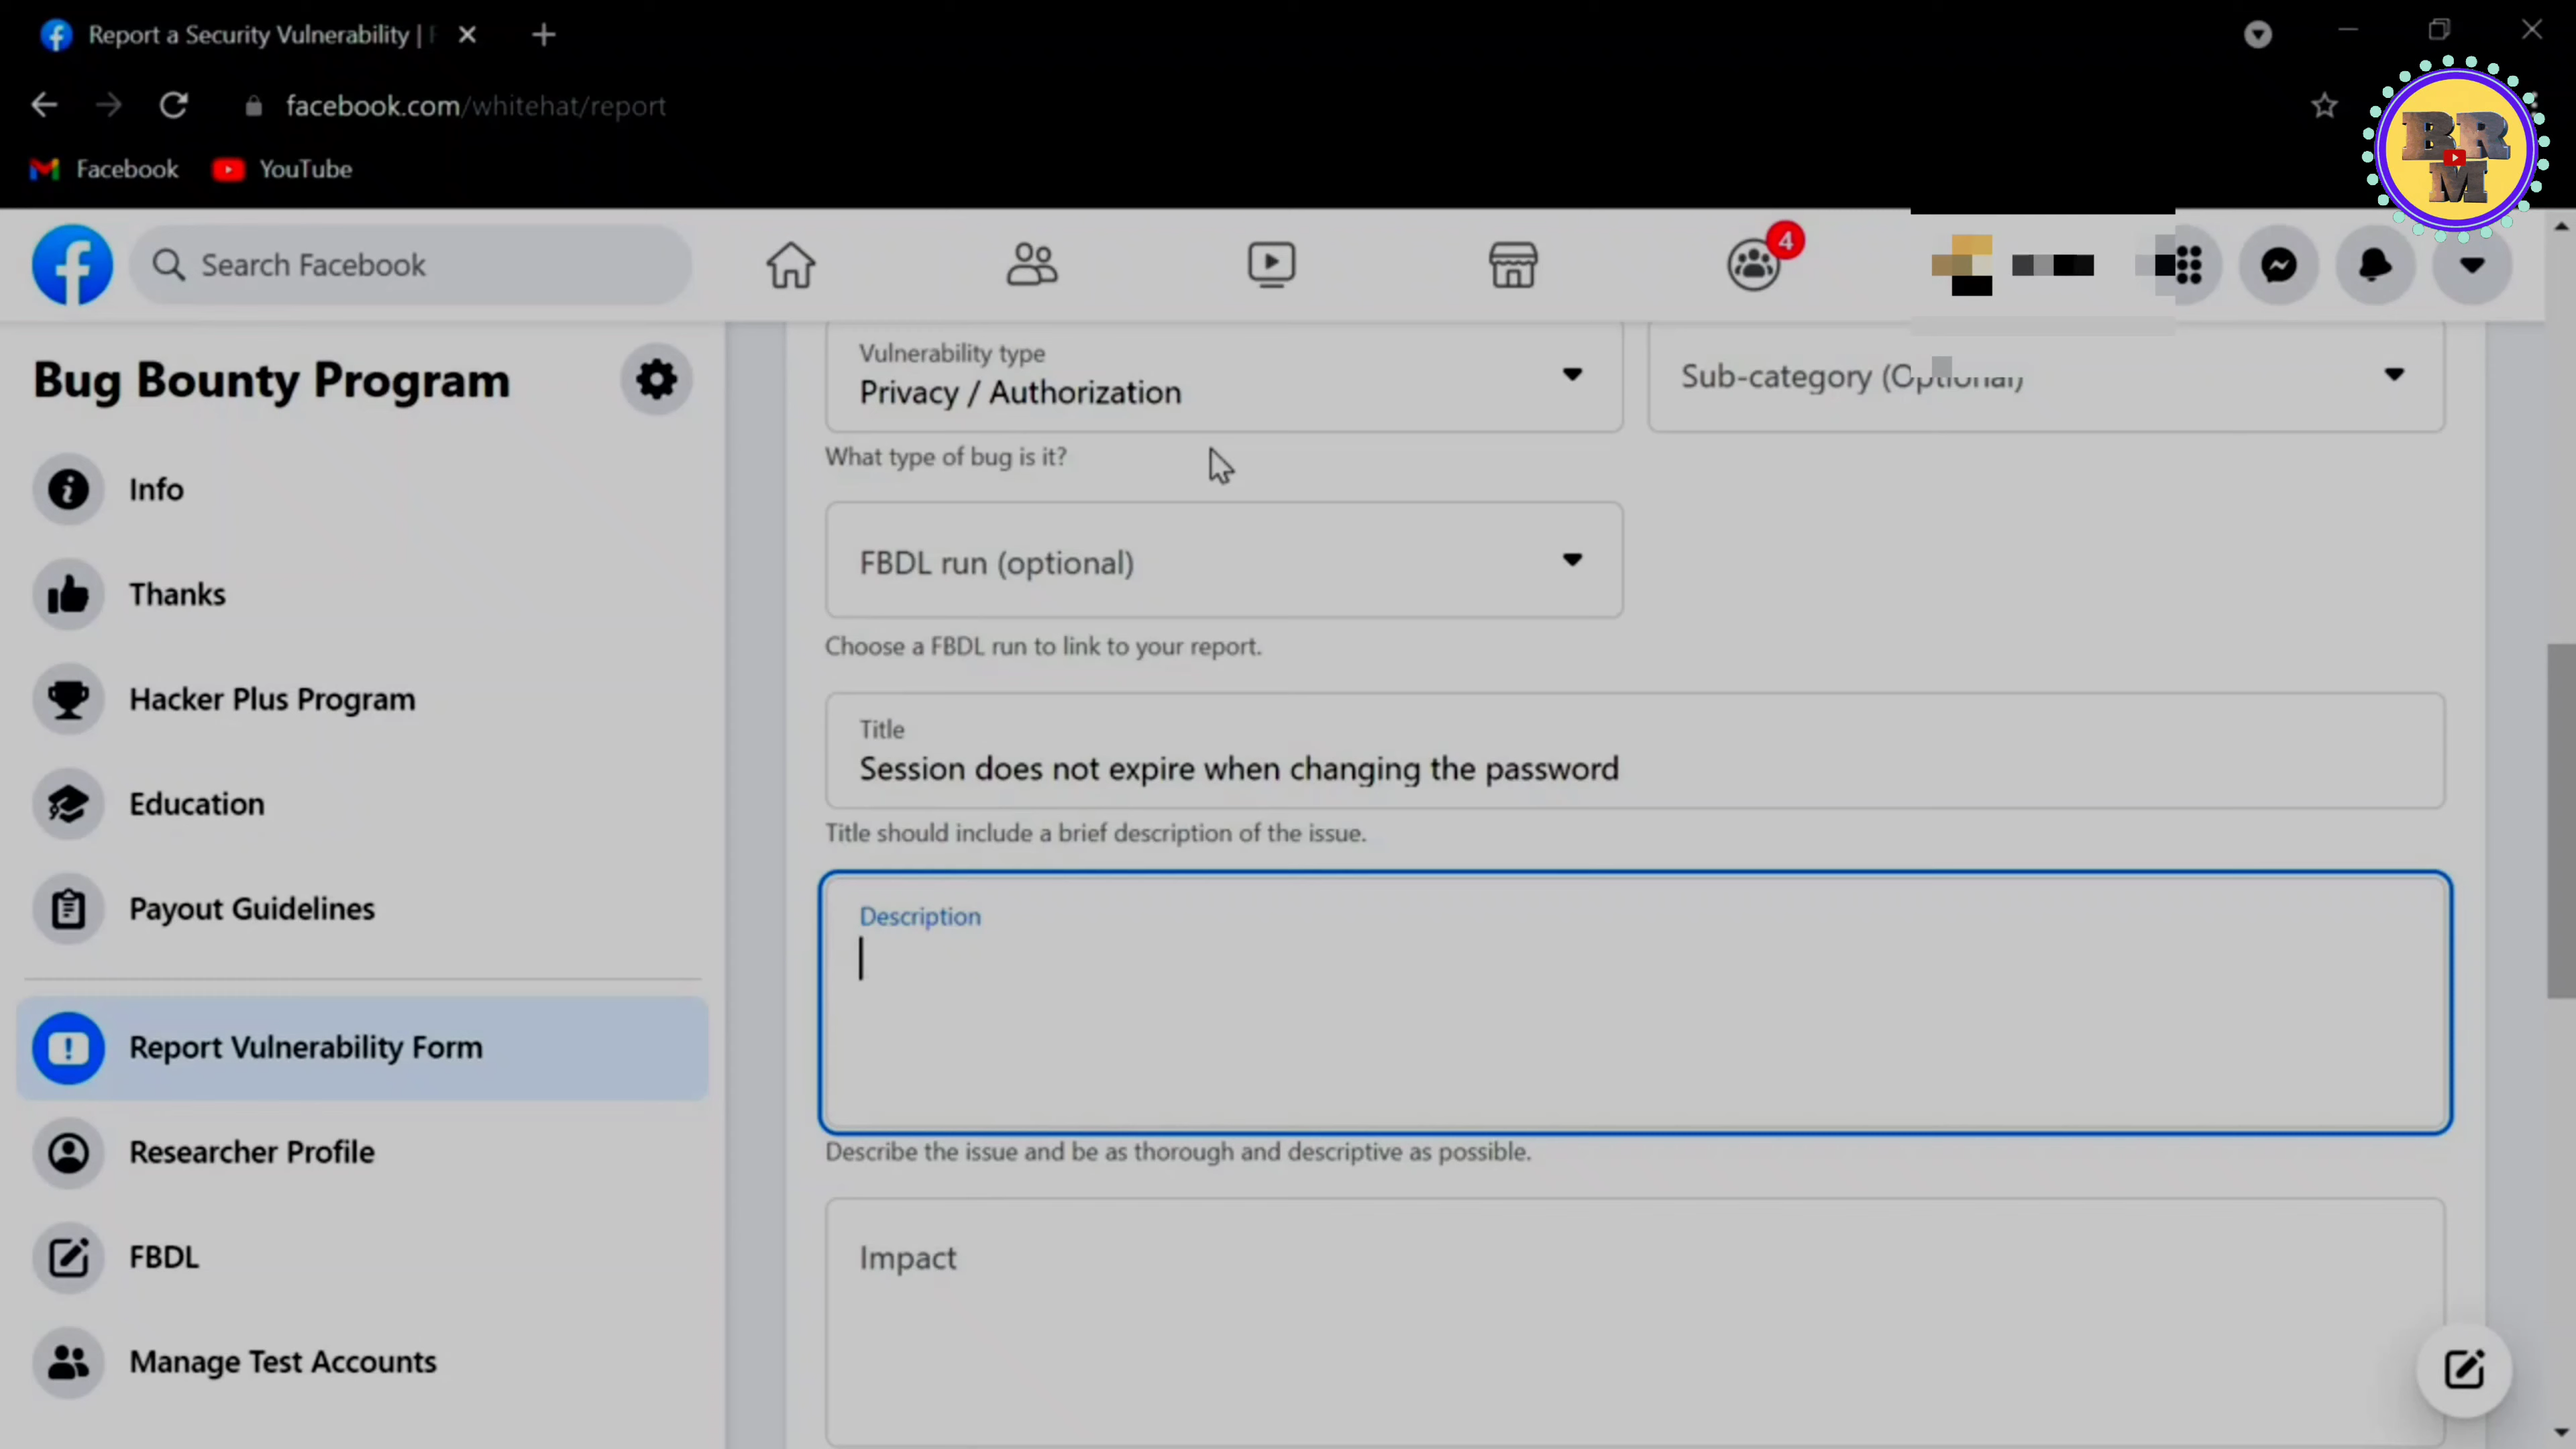 Report a Security Vulnerability |
facebook.com/whitehat/report
Facebook
YouTube
BR
M
Search Facebook
4
Bug Bounty Program
Info
Thanks
Hacker Plus Program
Education
Payout Guidelines
Report Vulnerability Form
Researcher Profile
FBDL
Manage Test Accounts
Vulnerability type
Privacy / Authorization
Sub-category (Optional)
What type of bug is it?
FBDL run (optional)
Choose a FBDL run to link to your report.
Title
Session does not expire when changing the password
Title should include a brief description of the issue.
Description
Describe the issue and be as thorough and descriptive as possible.
Impact